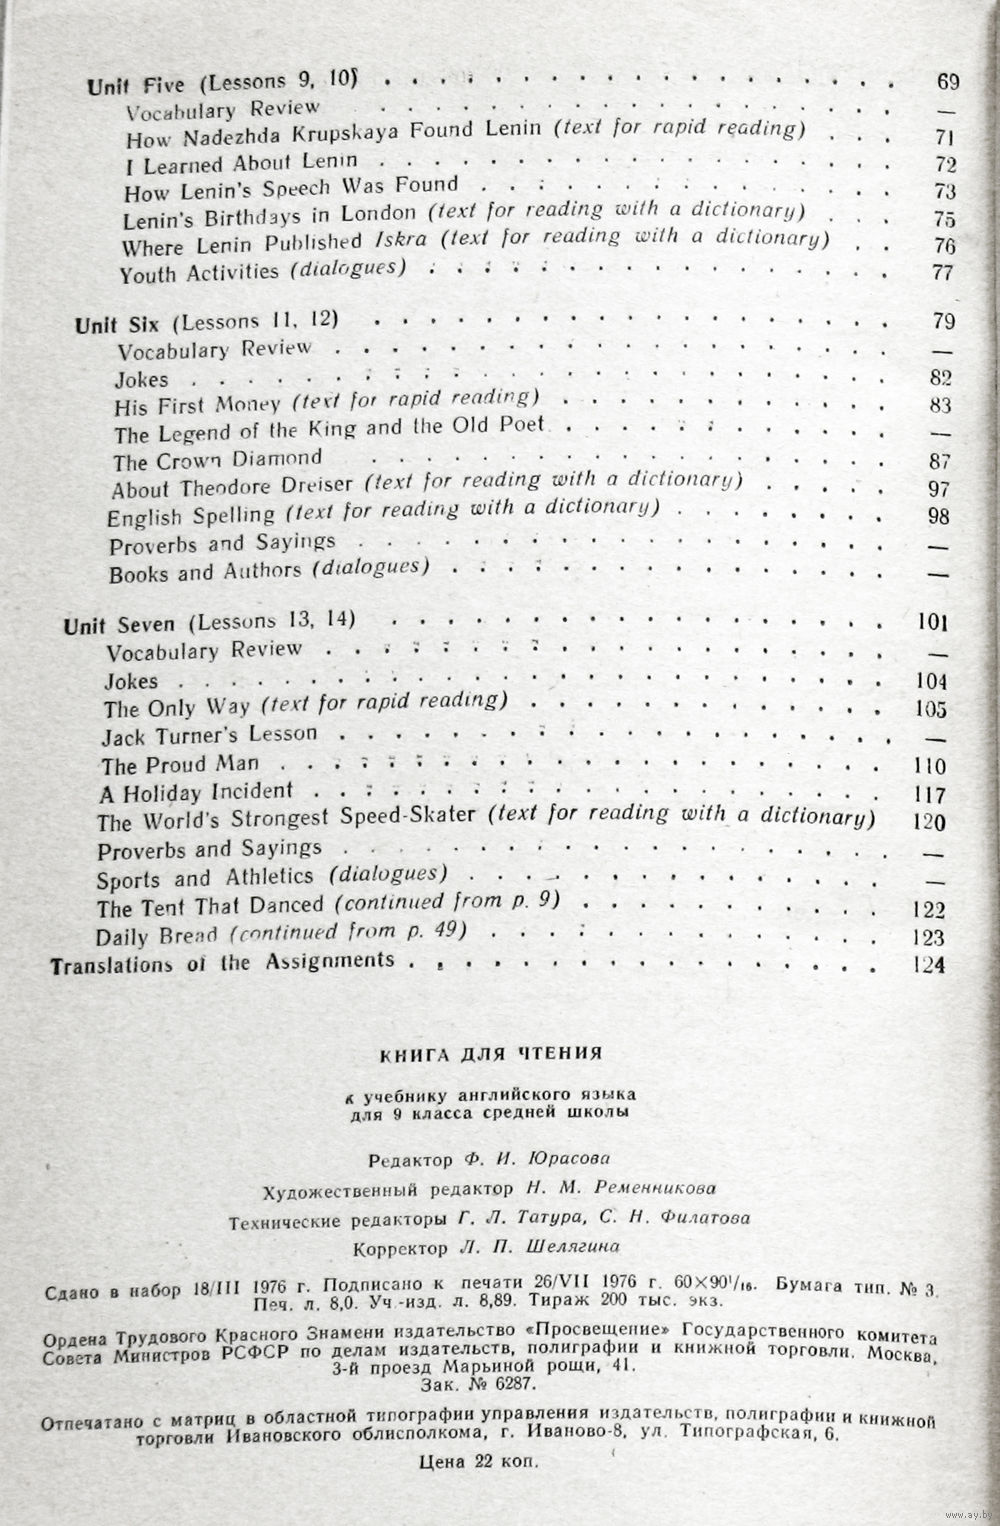 Unit Five (Lessons 9, 10) . . . . . . . . . . . . . . . . . . . 69
Vocabulary Review . . . . . . . . . . . . . . . . . . . —
How Nadezhda Krupskaya Found Lenin (text for rapid reading) . . . 71
I Learned About Lenin . . . . . . . . . . . . . . . . . . . 72
How Lenin's Speech Was Found . . . . . . . . . . . . . . . 73
Lenin's Birthdays in London (text for reading with a dictionary) . . . 75
Where Lenin Published Iskra (text for reading with a dictionary) . . 76
Youth Activities (dialogues) . . . . . . . . . . . . . . . . . 77
Unit Six (Lessons 11, 12) . . . . . . . . . . . . . . . . . . . 79
Vocabulary Review . . . . . . . . . . . . . . . . . . . . —
Jokes . . . . . . . . . . . . . . . . . . . . . . . . . 82
His First Money (text for rapid reading) . . . . . . . . . . . . 83
The Legend of the King and the Old Poet . . . . . . . . . . . . —
The Crown Diamond . . . . . . . . . . . . . . . . . . . 87
About Theodore Dreiser (text for reading with a dictionary) . . . . . 97
English Spelling (text for reading with a dictionary) . . . . . . . . 98
Proverbs and Sayings . . . . . . . . . . . . . . . . . . . —
Books and Authors (dialogues) . . . . . . . . . . . . . . . . —
Unit Seven (Lessons 13, 14) . . . . . . . . . . . . . . . . . . 101
Vocabulary Review . . . . . . . . . . . . . . . . . . . . —
Jokes . . . . . . . . . . . . . . . . . . . . . . . . . 104
The Only Way (text for rapid reading) . . . . . . . . . . . . . 105
Jack Turner's Lesson . . . . . . . . . . . . . . . . . . . . —
The Proud Man . . . . . . . . . . . . . . . . . . . . . . 110
A Holiday Incident . . . . . . . . . . . . . . . . . . . . . 117
The World's Strongest Speed-Skater (text for reading with a dictionary) 120
Proverbs and Sayings . . . . . . . . . . . . . . . . . . . . —
Sports and Athletics (dialogues) . . . . . . . . . . . . . . . —
The Tent That Danced (continued from p. 9) . . . . . . . . . . . 122
Daily Bread (continued from p. 49) . . . . . . . . . . . . . . 123
Translations of the Assignments . . . . . . . . . . . . . . . . . 124
КНИГА ДЛЯ ЧТЕНИЯ
к учебнику английского языка
для 9 класса средней школы
Редактор Ф. И. Юрасова
Художественный редактор Н. М. Ременникова
Технические редакторы Г. Л. Татура, С. Н. Филатова
Корректор Л. П. Шелягина
Сдано в набор 18/III 1976 г. Подписано к печати 26/VII 1976 г. 60×90¹/₁₆. Бумага тип. № 3.
Печ. л. 8,0. Уч.-изд. л. 8,89. Тираж 200 тыс. экз.
Ордена Трудового Красного Знамени издательство «Просвещение» Государственного комитета
Совета Министров РСФСР по делам издательств, полиграфии и книжной торговли. Москва,
3-й проезд Марьиной рощи, 41.
Зак. № 6287.
Отпечатано с матриц в областной типографии управления издательств, полиграфии и книжной
торговли Ивановского облисполкома, г. Иваново-8, ул. Типографская, 6.
Цена 22 коп.
www.ay.by